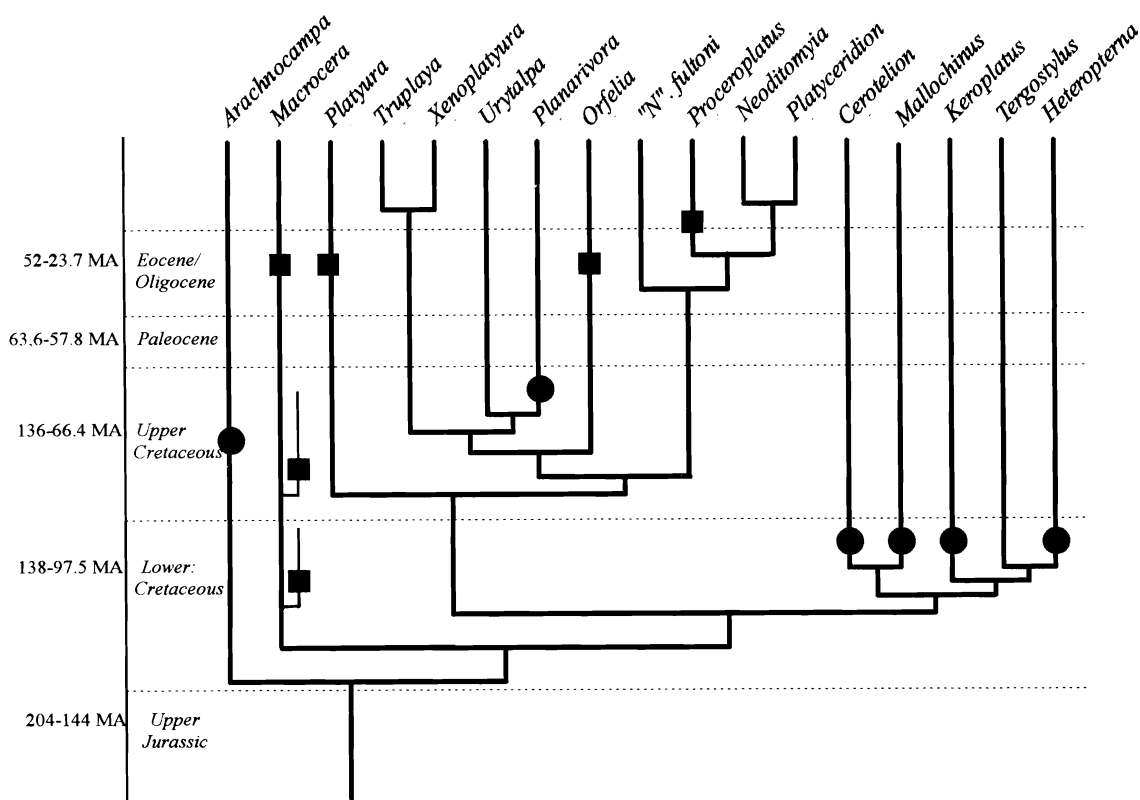 Arachnocampa
Macrocera
Platyura
Truplaya
Xenoplatyura
Urytalpa
Planarivora
Orfelia
"N". fultoni
Proceroplatus
Neoditomyia
Platyceridion
Cerotelion
Mallochinus
Keroplatus
Tergostylus
Heteropterna
52-23.7 MA
Eocene/
Oligocene
63.6-57.8 MA
Paleocene
136-66.4 MA
Upper
Cretaceous
138-97.5 MA
Lower:
Cretaceous
204-144 MA
Upper
Jurassic